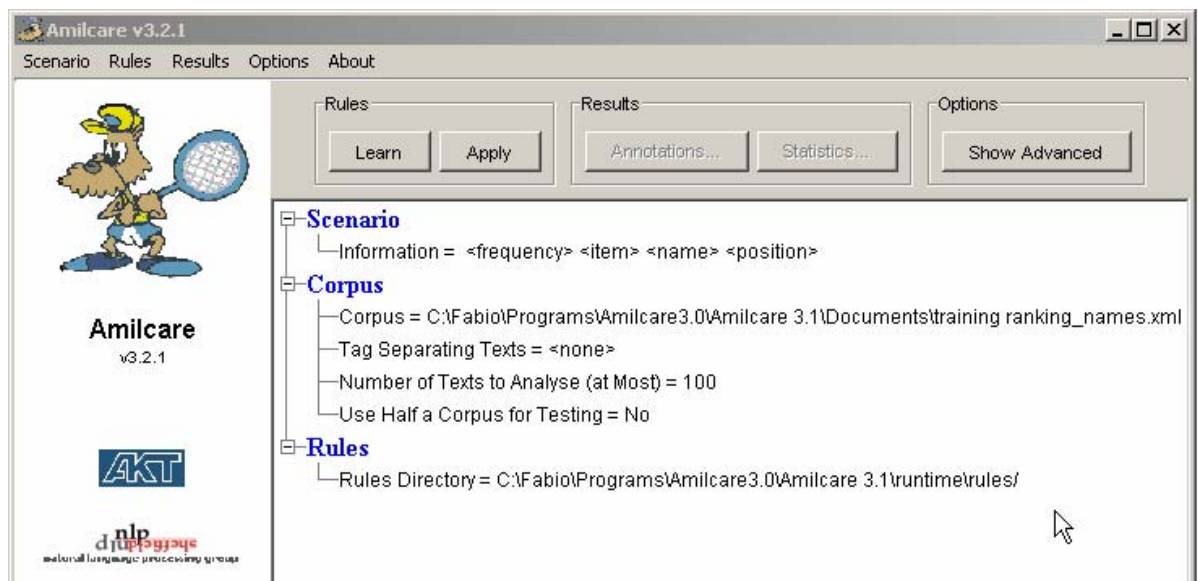 Amilcare v3.2.1
Scenario Rules Results Options About
Rules Results Options
Learn Apply Annotations... Statistics... Show Advanced
Scenario
Information = <frequency> <item> <name> <position>
Corpus
Corpus = C:\Fabio\Programs\Amilcare3.0\Amilcare 3.1\Documents\training ranking_names.xml
Tag Separating Texts = <none>
Number of Texts to Analyse (at Most) = 100
Use Half a Corpus for Testing = No
Rules
Rules Directory = C:\Fabio\Programs\Amilcare3.0\Amilcare 3.1\runtime\rules/
Amilcare
v3.2.1
AKT
nlp
natural language processing group